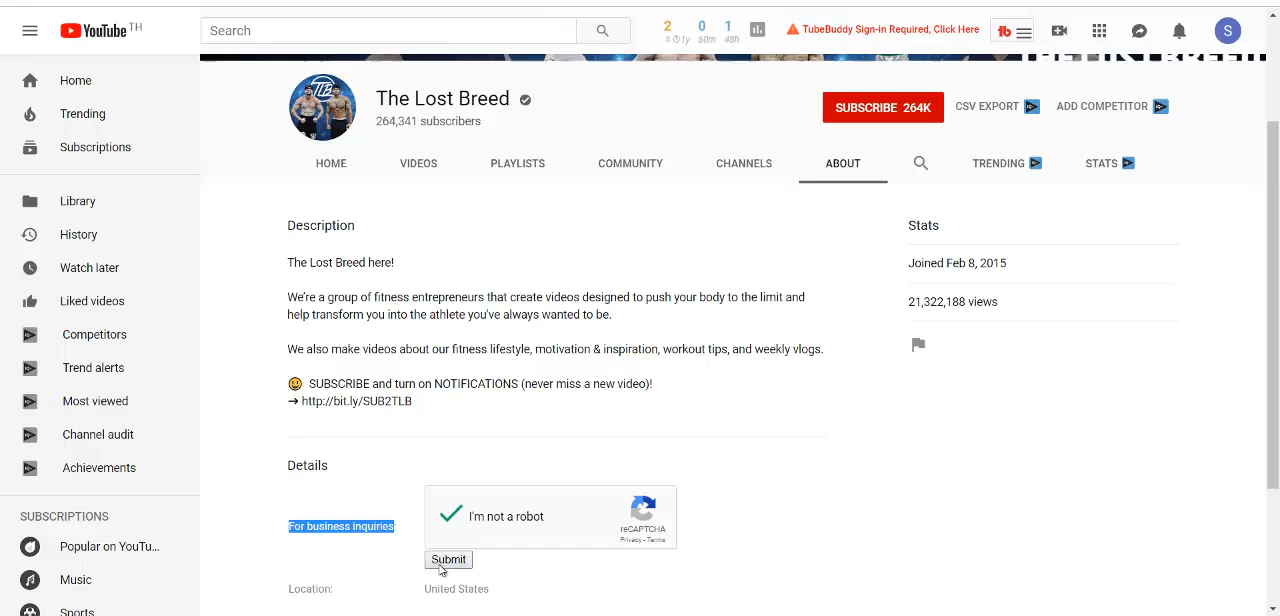 YouTube TH
Search
2 0 1
1y 60m 48h
TubeBuddy Sign-in Required, Click Here
tb
S
Home
Trending
Subscriptions
Library
History
Watch later
Liked videos
Competitors
Trend alerts
Most viewed
Channel audit
Achievements
SUBSCRIPTIONS
Popular on YouTu...
Music
Sports
TLB
The Lost Breed
264,341 subscribers
SUBSCRIBE 264K
CSV EXPORT
ADD COMPETITOR
HOME
VIDEOS
PLAYLISTS
COMMUNITY
CHANNELS
ABOUT
TRENDING
STATS
Description
The Lost Breed here!
We're a group of fitness entrepreneurs that create videos designed to push your body to the limit and
help transform you into the athlete you've always wanted to be.
We also make videos about our fitness lifestyle, motivation & inspiration, workout tips, and weekly vlogs.
😃 SUBSCRIBE and turn on NOTIFICATIONS (never miss a new video)!
➞ http://bit.ly/SUB2TLB
Details
For business inquiries:
I'm not a robot
reCAPTCHA
Privacy - Terms
Submit
Location:
United States
Stats
Joined Feb 8, 2015
21,322,188 views